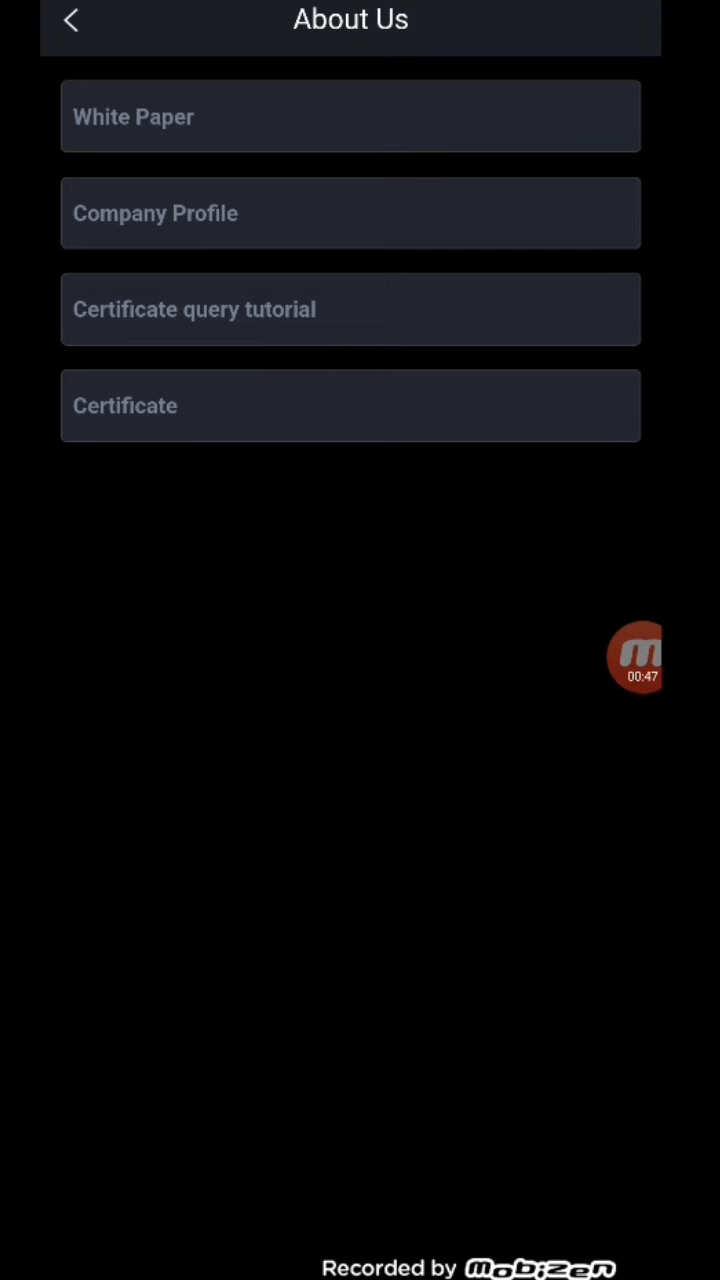 About Us
White Paper
Company Profile
Certificate query tutorial
Certificate
m
00:47
Recorded by mobizen